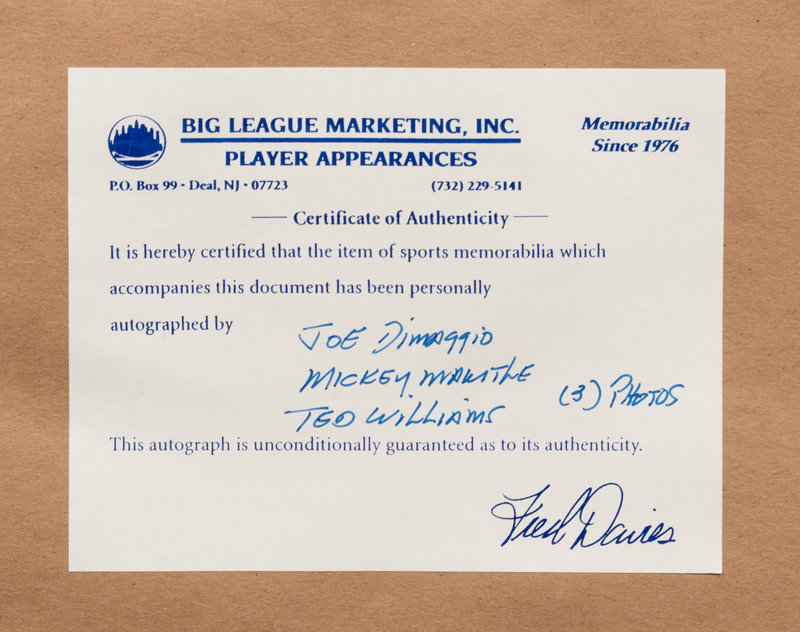 BIG LEAGUE MARKETING, INC.
PLAYER APPEARANCES
Memorabilia
Since 1976
P.O. Box 99 • Deal, NJ • 07723
(732) 229-5141
Certificate of Authenticity
It is hereby certified that the item of sports memorabilia which
accompanies this document has been personally
autographed by
JOE DiMAGGIO
MICKEY MANTLE
(3) PHOTOS
TED WILLIAMS
This autograph is unconditionally guaranteed as to its authenticity.
Fred Davies